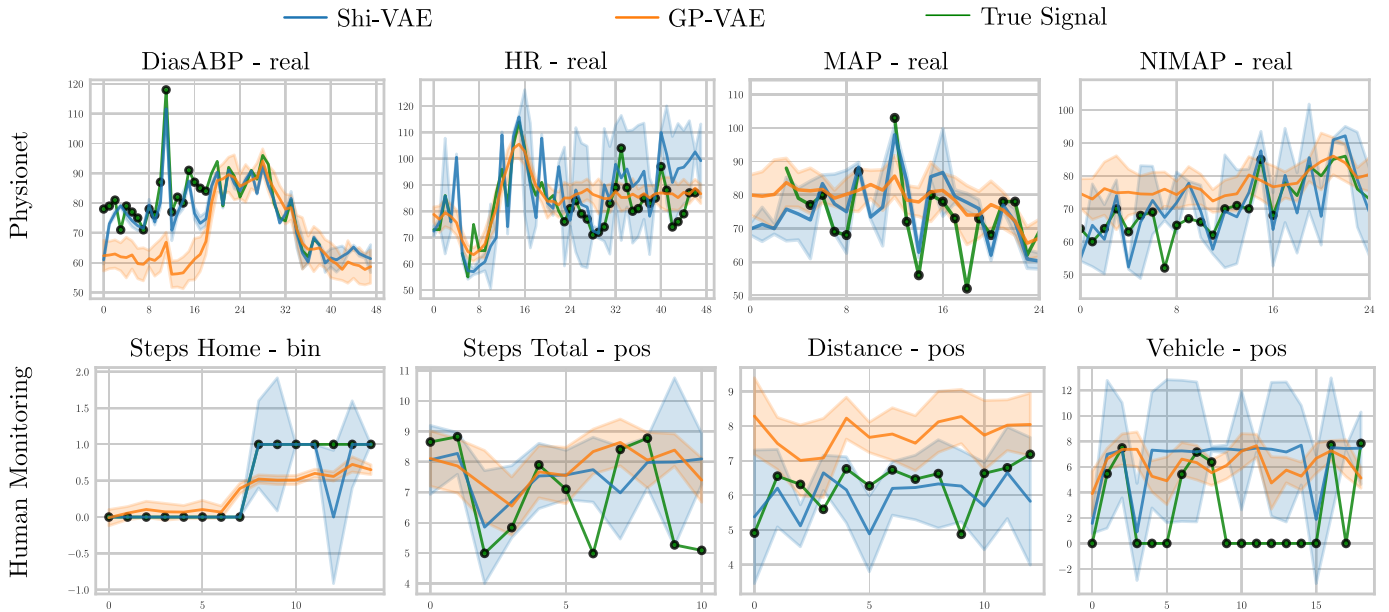 Shi-VAE GP-VAE True Signal
Physionet
DiasABP - real HR - real MAP - real NIMAP - real
120 110 100 90 80 70 60 50
0 8 16 24 32 40 48
120 110 100 90 80 70 60 50
0 8 16 24 32 40 48
110 100 90 80 70 60 50
0 8 16 24
100 90 80 70 60 50
0 8 16 24
Human Monitoring
Steps Home - bin Steps Total - pos Distance - pos Vehicle - pos
2.0 1.5 1.0 0.5 0.0 −0.5 −1.0
0 5 10
11 10 9 8 7 6 5 4
0 5 10
9 8 7 6 5 4
0 5 10
12 10 8 6 4 2 0 −2
0 5 10 15